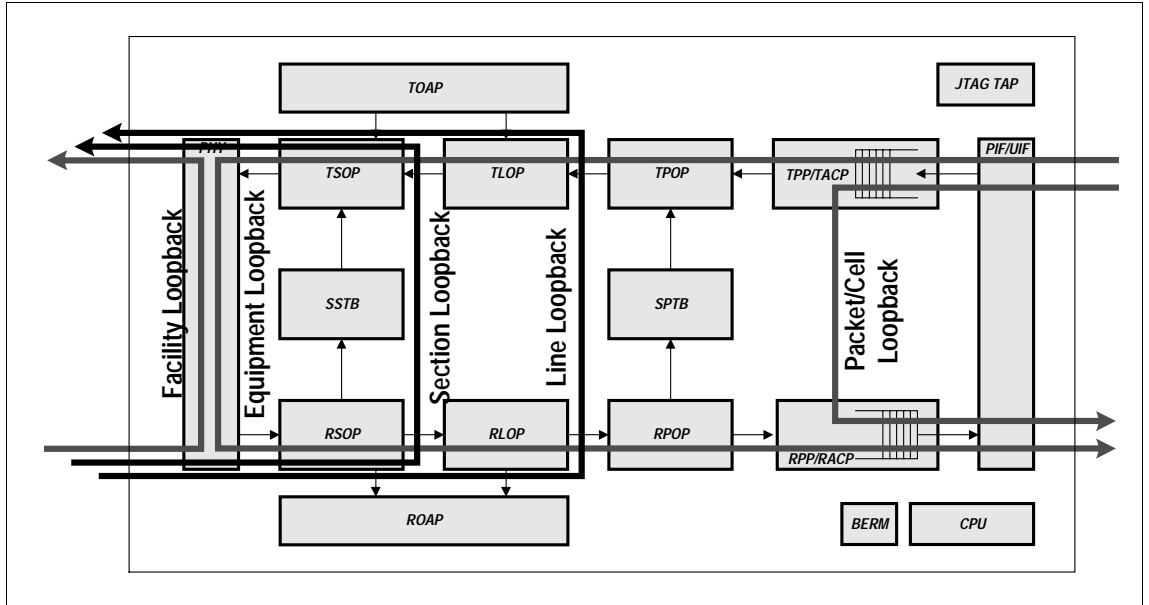 TOAP
JTAG TAP
PHY
TSOP
TLOP
TPOP
TPP/TACP
PIF/UIF
Facility Loopback
Equipment Loopback
SSTB
Section Loopback
Line Loopback
SPTB
Packet/Cell
Loopback
RSOP
RLOP
RPOP
RPP/RACP
ROAP
BERM
CPU